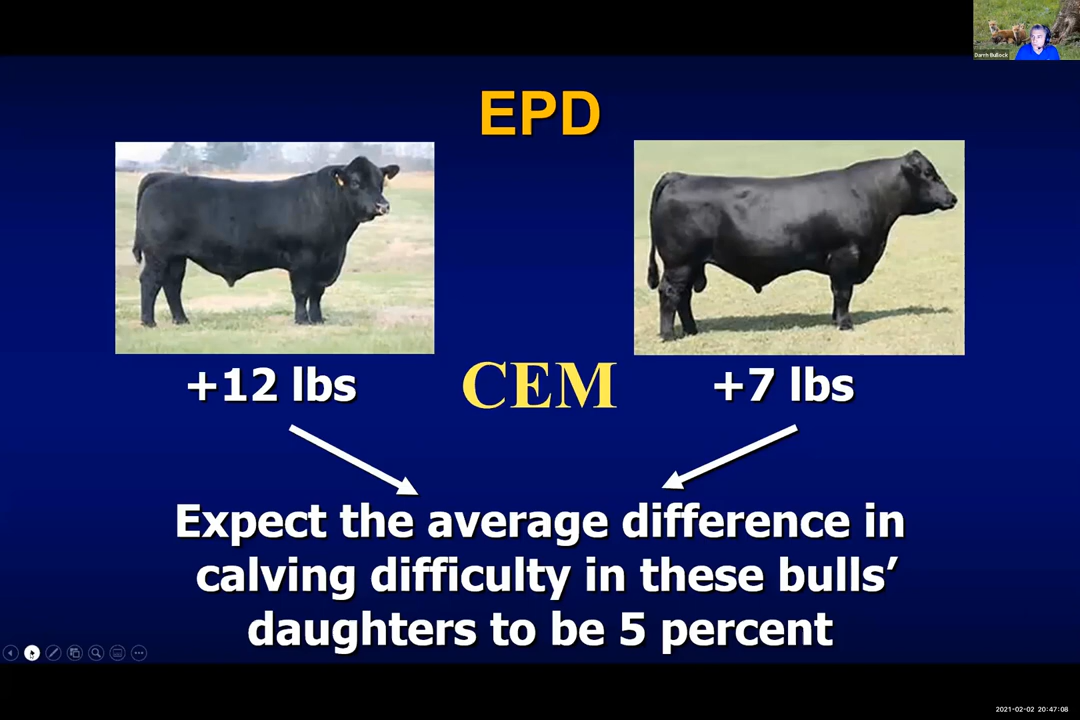 Darrh Bullock
EPD
+12 lbs
CEM
+7 lbs
Expect the average difference in
calving difficulty in these bulls’
daughters to be 5 percent
2021-02-02 20:47:08